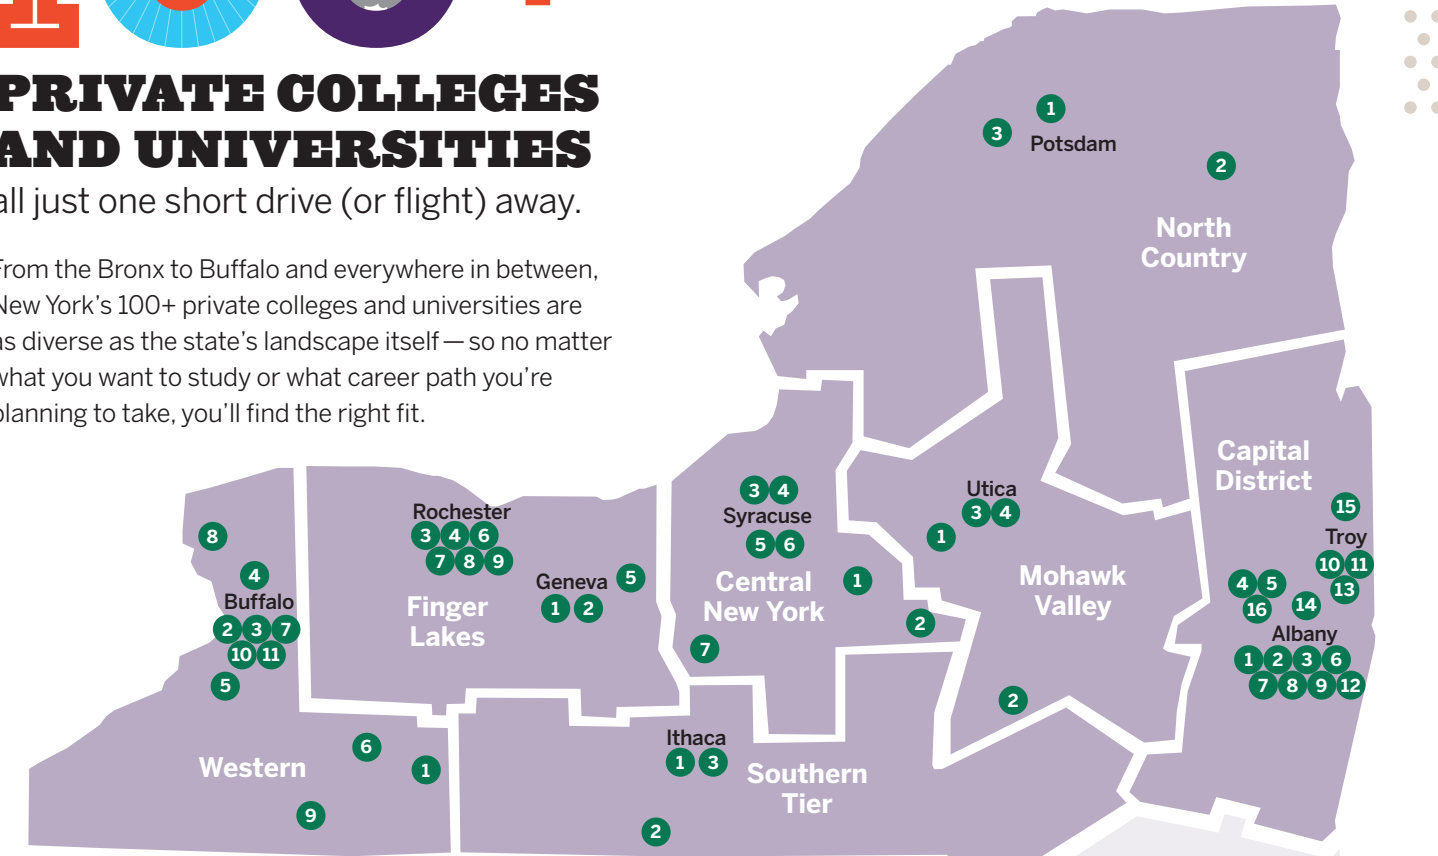 PRIVATE COLLEGES
AND UNIVERSITIES
all just one short drive (or flight) away.
From the Bronx to Buffalo and everywhere in between,
New York's 100+ private colleges and universities are
as diverse as the state's landscape itself — so no matter
what you want to study or what career path you're
planning to take, you'll find the right fit.
1
3
Potsdam
2
North
Country
Capital
District
15
Troy
10 11
13
4 5
16
14
Albany
1 2 3 6
7 8 9 12
Utica
3 4
1
Mohawk
Valley
2
3 4
Syracuse
5 6
Central
New York
1
2
7
Rochester
3 4 6
7 8 9
Geneva
5
1 2
Finger
Lakes
8
4
Buffalo
2 3 7
10 11
5
Western
6
1
9
Ithaca
1 3
Southern
Tier
2